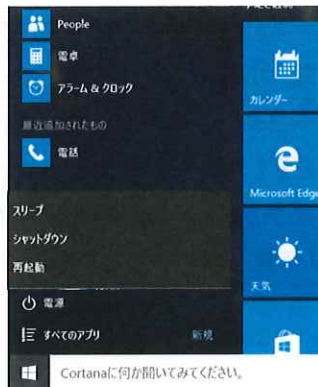 People
電卓
アラーム & クロック
最近追加されたもの
電話
スリープ
シャットダウン
再起動
電源
すべてのアプリ 新規
Cortanaに何か聞いてみてください。
カレンダー
Microsoft Edge
天気